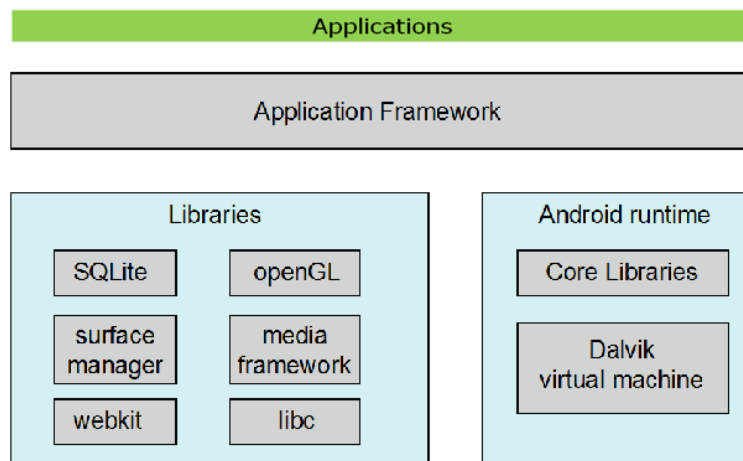 Applications
Application Framework
Libraries
SQLite
openGL
surface
manager
media
framework
webkit
libc
Android runtime
Core Libraries
Dalvik
virtual machine